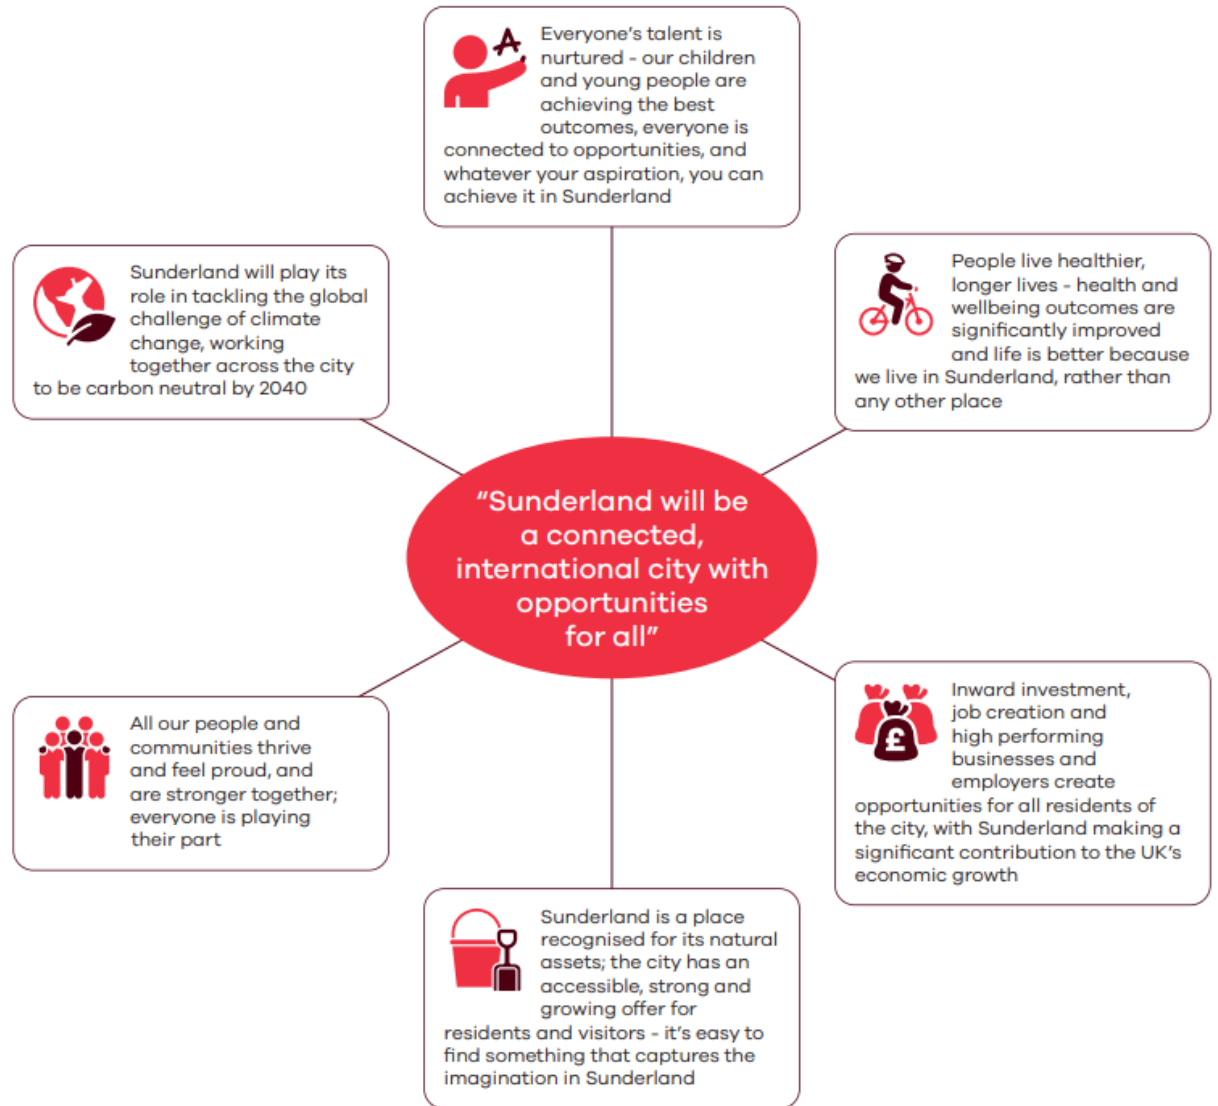 Everyone's talent is
nurtured - our children
and young people are
achieving the best
outcomes, everyone is
connected to opportunities, and
whatever your aspiration, you can
achieve it in Sunderland
Sunderland will play its
role in tackling the global
challenge of climate
change, working
together across the city
to be carbon neutral by 2040
People live healthier,
longer lives - health and
wellbeing outcomes are
significantly improved
and life is better because
we live in Sunderland, rather than
any other place
“Sunderland will be
a connected,
international city with
opportunities
for all”
All our people and
communities thrive
and feel proud, and
are stronger together;
everyone is playing
their part
£
Inward investment,
job creation and
high performing
businesses and
employers create
opportunities for all residents of
the city, with Sunderland making a
significant contribution to the UK's
economic growth
Sunderland is a place
recognised for its natural
assets; the city has an
accessible, strong and
growing offer for
residents and visitors - it's easy to
find something that captures the
imagination in Sunderland